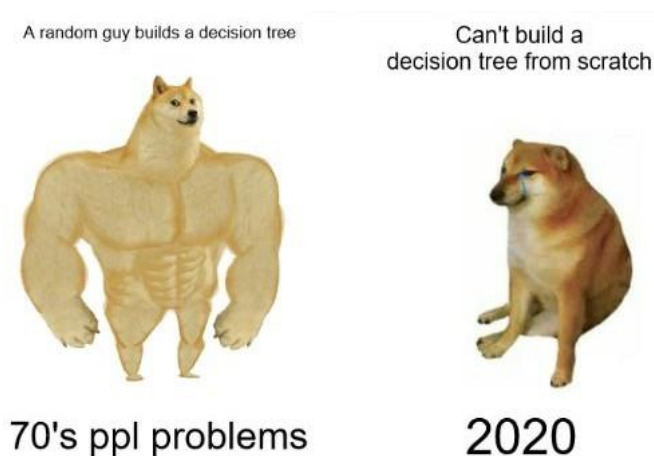 A random guy builds a decision tree
Can't build a
decision tree from scratch
70's ppl problems
2020